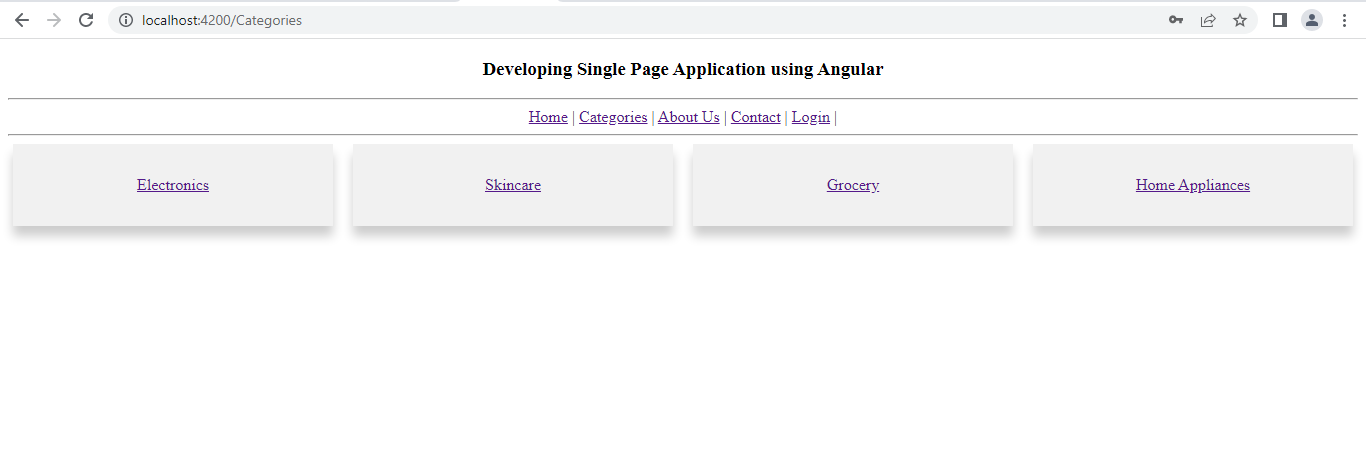 localhost:4200/Categories
Developing Single Page Application using Angular
Home | Categories | About Us | Contact | Login |
Electronics Skincare Grocery Home Appliances